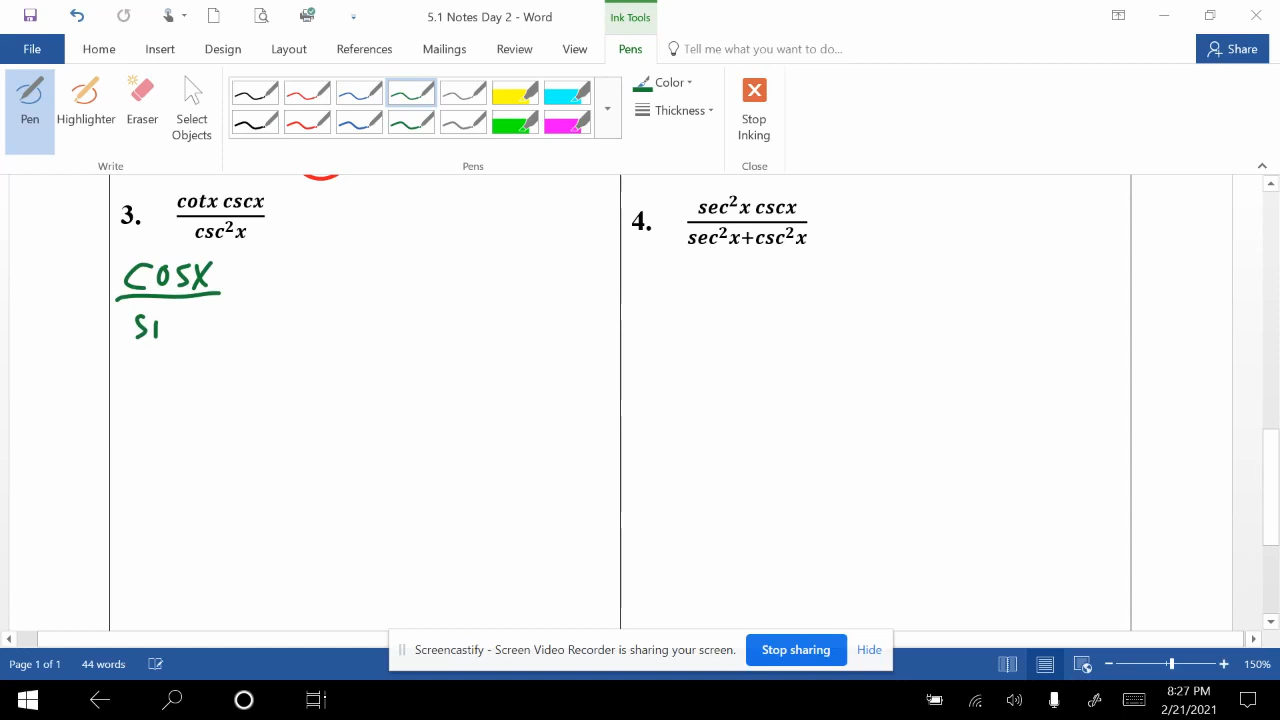 5.1 Notes Day 2 - Word
Ink Tools
File
Home
Insert
Design
Layout
References
Mailings
Review
View
Pens
Tell me what you want to do...
Share
Pen
Highlighter
Eraser
Select Objects
Color
Thickness
Stop Inking
Write
Pens
Close
3. cotx cscx
csc²x
COSX
SI
4. sec²x cscx
sec²x+csc²x
Screencastify - Screen Video Recorder is sharing your screen.
Stop sharing
Hide
Page 1 of 1
44 words
150%
8:27 PM
2/21/2021